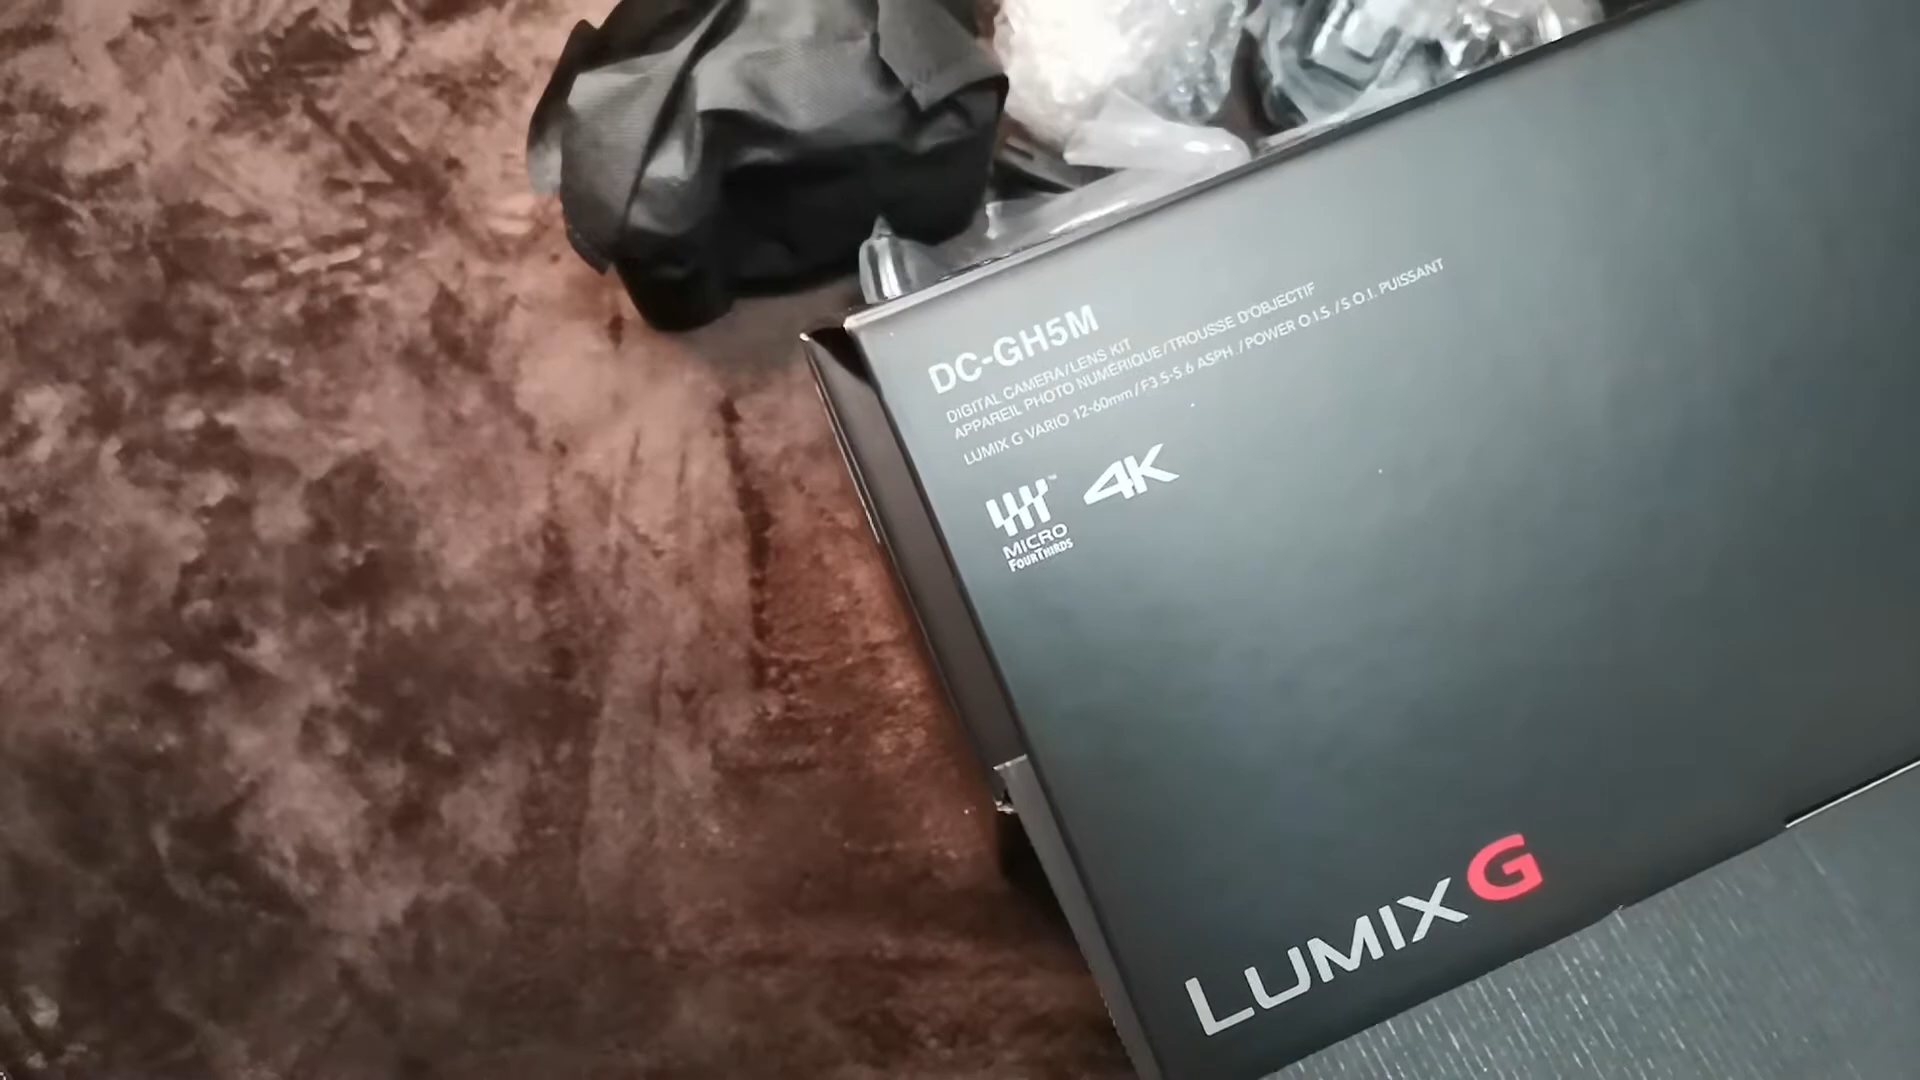 DC-GH5M
DIGITAL CAMERA/LENS KIT
APPAREIL PHOTO NUMÉRIQUE/TROUSSE D'OBJECTIF
LUMIX G VARIO 12-60mm/F3.5-5.6 ASPH./POWER O.I.S./S.O.I. PUISSANT
4K
MICRO
FOURTHIRDS
LUMIX G